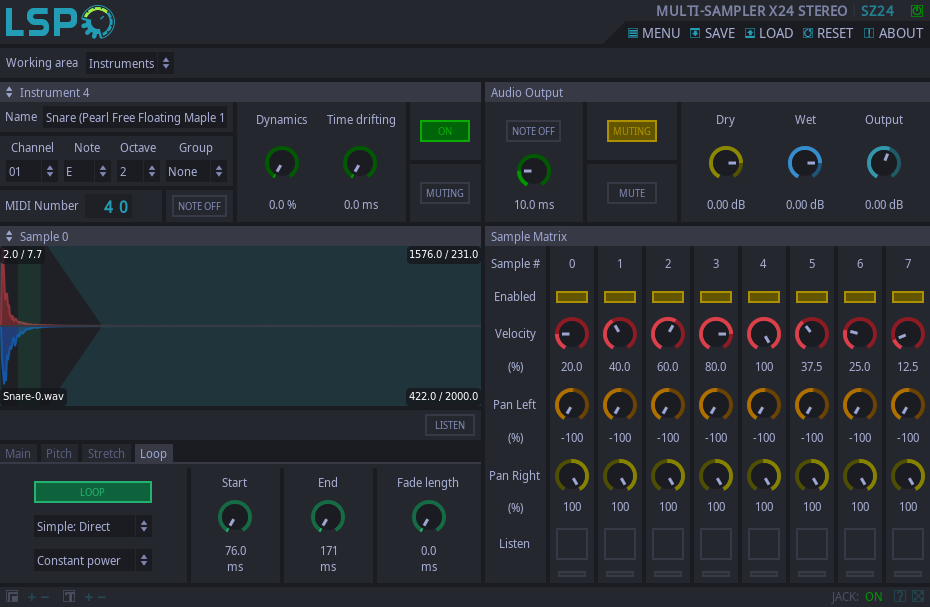 LSP
MULTI-SAMPLER X24 STEREO SZ24
MENU SAVE LOAD RESET ABOUT
Working area Instruments
Instrument 4
Name Snare (Pearl Free Floating Maple 1
Channel Note Octave Group
01 E 2 None
MIDI Number 40 NOTE OFF
Dynamics Time drifting
0.0 % 0.0 ms
ON
MUTING
Audio Output
NOTE OFF
10.0 ms
MUTING
MUTE
Dry Wet Output
0.00 dB 0.00 dB 0.00 dB
Sample 0
2.0 / 7.7 1576.0 / 231.0
Snare-0.wav 422.0 / 2000.0
LISTEN
Main Pitch Stretch Loop
LOOP
Simple: Direct
Constant power
Start End Fade length
76.0 171 0.0
ms ms ms
Sample Matrix
Sample # 0 1 2 3 4 5 6 7
Enabled
Velocity
(%) 20.0 40.0 60.0 80.0 100 37.5 25.0 12.5
Pan Left
(%) -100 -100 -100 -100 -100 -100 -100 -100
Pan Right
(%) 100 100 100 100 100 100 100 100
Listen
+ − T + −
JACK: ON ?